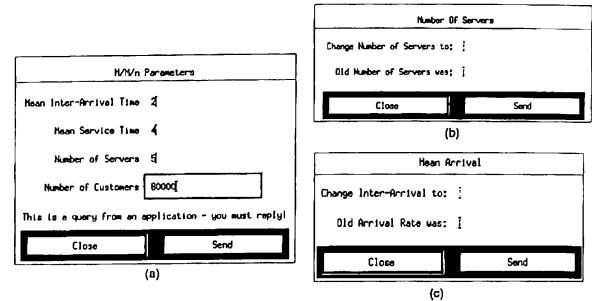 M/M/n Parameters
Mean Inter-Arrival Time 2
Mean Service Time 4
Number of Servers 5
Number of Customers 60000
This is a query from an application - you must reply!
Close Send
(a)
Number Of Servers
Change Number of Servers to:
Old Number of Servers was:
Close Send
(b)
Mean Arrival
Change Inter-Arrival to:
Old Arrival Rate was:
Close Send
(c)